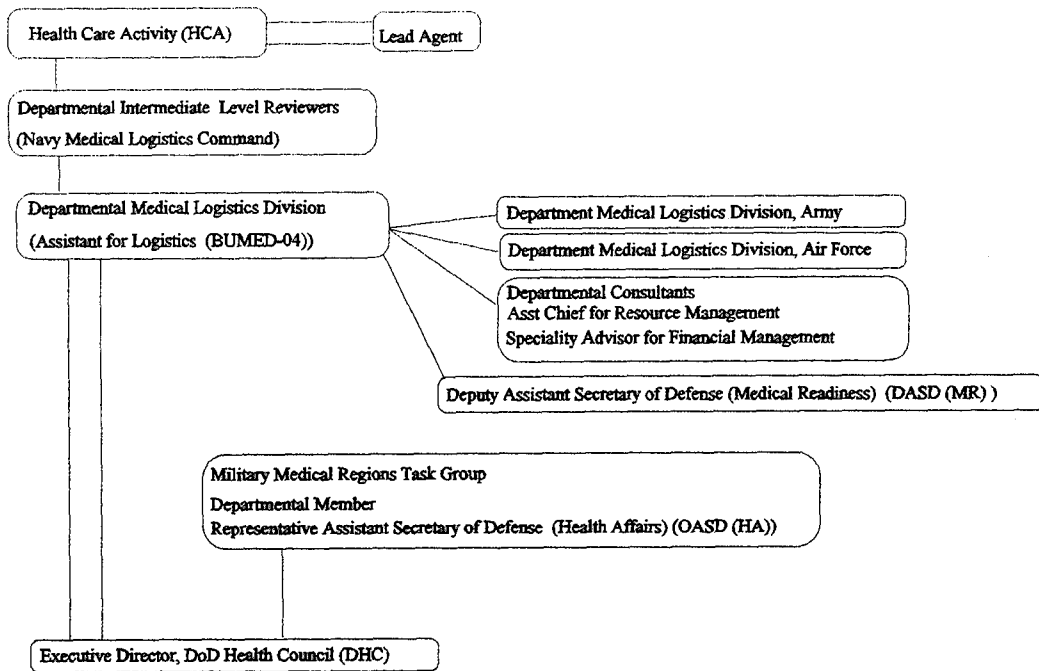 Health Care Activity (HCA)
Lead Agent
Departmental Intermediate Level Reviewers
(Navy Medical Logistics Command)
Departmental Medical Logistics Division
(Assistant for Logistics (BUMED-04))
Department Medical Logistics Division, Army
Department Medical Logistics Division, Air Force
Departmental Consultants
Asst Chief for Resource Management
Speciality Advisor for Financial Management
Deputy Assistant Secretary of Defense (Medical Readiness) (DASD (MR) )
Military Medical Regions Task Group
Departmental Member
Representative Assistant Secretary of Defense (Health Affairs) (OASD (HA))
Executive Director, DoD Health Council (DHC)